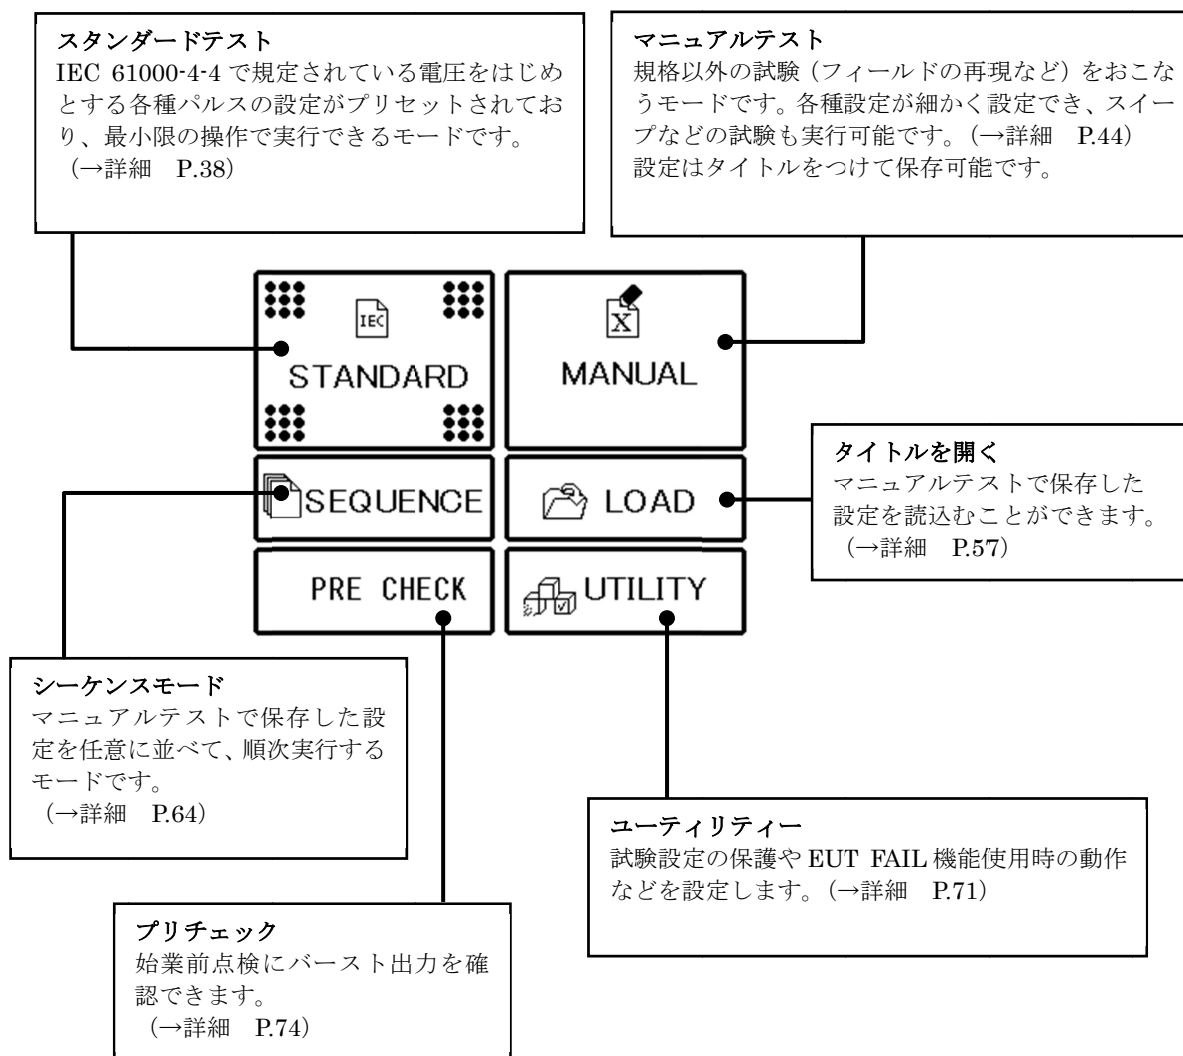 スタンダードテスト
IEC 61000-4-4 で規定されている電圧をはじめ
とする各種パルスの設定がプリセットされてお
り、最小限の操作で実行できるモードです。
（→詳細　P.38）
マニュアルテスト
規格以外の試験（フィールドの再現など）をおこな
うモードです。各種設定が細かく設定でき、スイー
プなどの試験も実行可能です。（→詳細　P.44）
設定はタイトルをつけて保存可能です。
IEC
STANDARD
X
MANUAL
SEQUENCE
LOAD
PRE CHECK
UTILITY
タイトルを開く
マニュアルテストで保存した
設定を読込むことができます。
（→詳細　P.57）
シーケンスモード
マニュアルテストで保存した設
定を任意に並べて、順次実行する
モードです。
（→詳細　P.64）
ユーティリティー
試験設定の保護や EUT FAIL 機能使用時の動作
などを設定します。（→詳細　P.71）
プリチェック
始業前点検にバースト出力を確
認できます。
（→詳細　P.74）